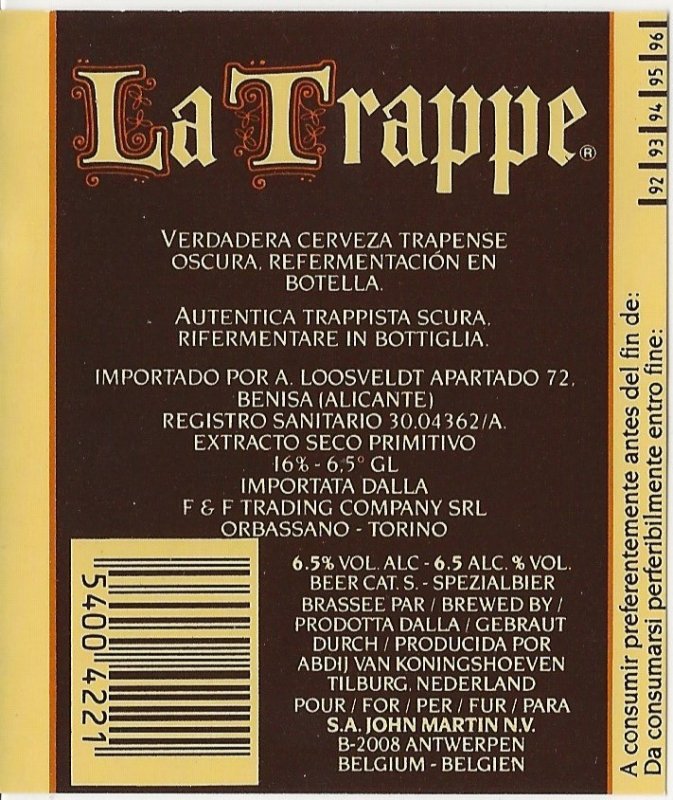 La Trappe®
VERDADERA CERVEZA TRAPENSE
OSCURA, REFERMENTACIÓN EN
BOTELLA.
AUTENTICA TRAPPISTA SCURA,
RIFERMENTARE IN BOTTIGLIA.
IMPORTADO POR A. LOOSVELDT APARTADO 72,
BENISA (ALICANTE)
REGISTRO SANITARIO 30.04362/A.
EXTRACTO SECO PRIMITIVO
16% - 6,5° GL
IMPORTATA DALLA
F & F TRADING COMPANY SRL
ORBASSANO - TORINO
6.5% VOL. ALC - 6.5 ALC. % VOL.
BEER CAT. S. - SPEZIALBIER
BRASSEE PAR / BREWED BY /
PRODOTTA DALLA / GEBRAUT
DURCH / PRODUCIDA POR
ABDIJ VAN KONINGSHOEVEN
TILBURG, NEDERLAND
POUR / FOR / PER / FUR / PARA
S.A. JOHN MARTIN N.V.
B-2008 ANTWERPEN
BELGIUM - BELGIEN
5400 4221
A consumir preferentemente antes del fin de:
Da consumarsi perferibilmente entro fine:
92 93 94 95 96